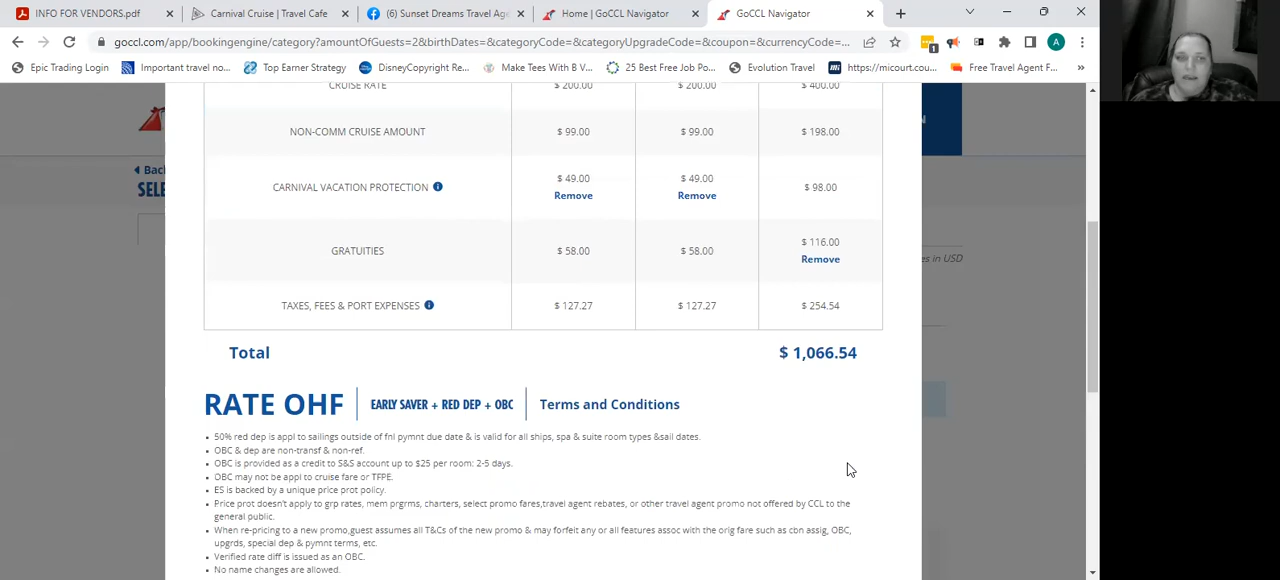 INFO FOR VENDORS.pdf
Carnival Cruise | Travel Cafe
(6) Sunset Dreams Travel Age
Home | GoCCL Navigator
GoCCL Navigator
goccl.com/app/bookingengine/category?amountOfGuests=2&birthDates=&categoryCode=&categoryUpgradeCode=&coupon=&currencyCode=...
1
A
Epic Trading Login
Important travel no...
Top Earner Strategy
DisneyCopyright Re...
Make Tees With B V...
25 Best Free Job Po...
Evolution Travel
https://micourt.cou...
Free Travel Agent F...
»
CRUISE RATE $ 200.00 $ 200.00 $ 400.00
N
NON-COMM CRUISE AMOUNT $ 99.00 $ 99.00 $ 198.00
Bac
SELE
CARNIVAL VACATION PROTECTION $ 49.00 $ 49.00 $ 98.00
Remove Remove
GRATUITIES $ 58.00 $ 58.00 $ 116.00
Remove
es in USD
TAXES, FEES & PORT EXPENSES $ 127.27 $ 127.27 $ 254.54
Total $ 1,066.54
RATE OHF EARLY SAVER + RED DEP + OBC Terms and Conditions
50% red dep is appl to sailings outside of fnl pymnt due date & is valid for all ships, spa & suite room types &sail dates.
OBC & dep are non-transf & non-ref.
OBC is provided as a credit to S&S account up to $25 per room: 2-5 days.
OBC may not be appl to cruise fare or TFPE.
ES is backed by a unique price prot policy.
Price prot doesn't apply to grp rates, mem prgrms, charters, select promo fares,travel agent rebates, or other travel agent promo not offered by CCL to the
general public.
When re-pricing to a new promo,guest assumes all T&Cs of the new promo & may forfeit any or all features assoc with the orig fare such as cbn assig, OBC,
upgrds, special dep & pymnt terms, etc.
Verified rate diff is issued as an OBC.
No name changes are allowed.